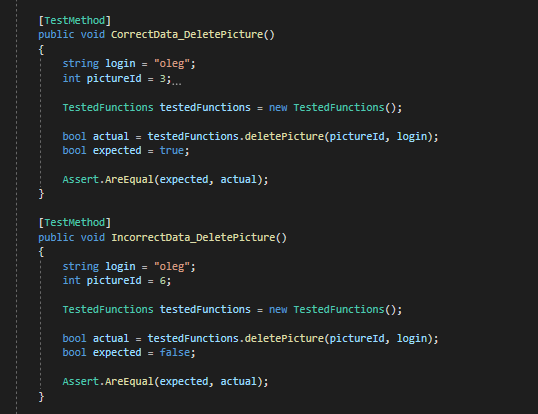 [TestMethod]
public void CorrectData_DeletePicture()
{
string login = "oleg";
int pictureId = 3;
TestedFunctions testedFunctions = new TestedFunctions();
bool actual = testedFunctions.deletePicture(pictureId, login);
bool expected = true;
Assert.AreEqual(expected, actual);
}
[TestMethod]
public void IncorrectData_DeletePicture()
{
string login = "oleg";
int pictureId = 6;
TestedFunctions testedFunctions = new TestedFunctions();
bool actual = testedFunctions.deletePicture(pictureId, login);
bool expected = false;
Assert.AreEqual(expected, actual);
}